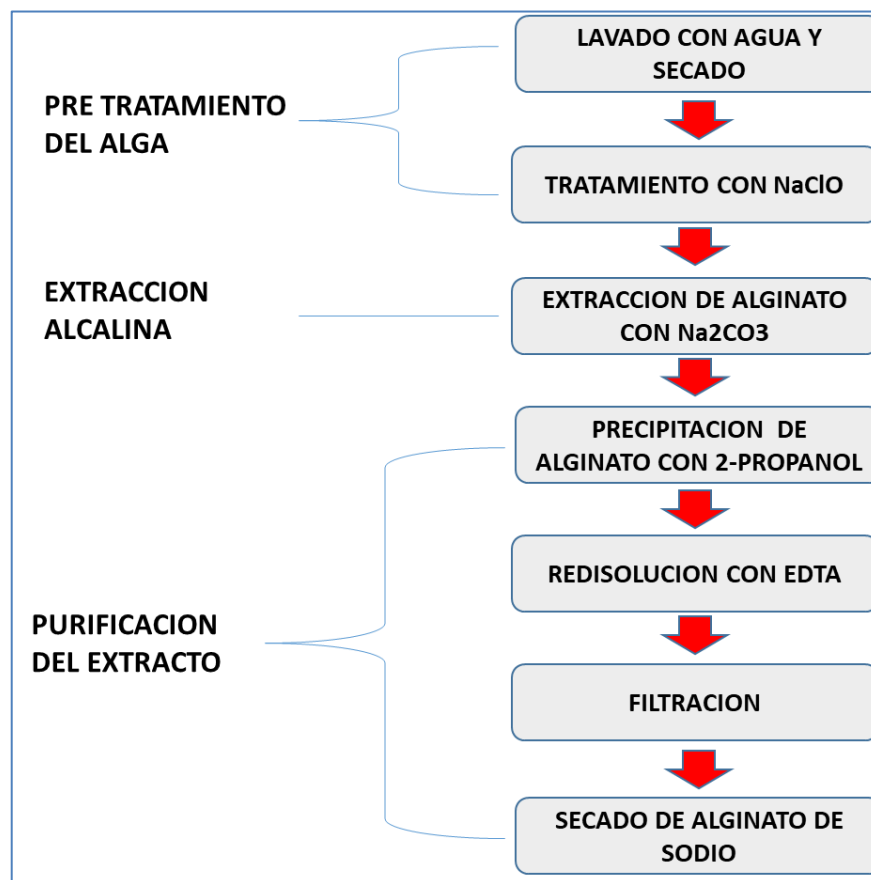 PRE TRATAMIENTO
DEL ALGA
LAVADO CON AGUA Y
SECADO
TRATAMIENTO CON NaClO
EXTRACCION
ALCALINA
EXTRACCION DE ALGINATO
CON Na2CO3
PURIFICACION
DEL EXTRACTO
PRECIPITACION DE
ALGINATO CON 2-PROPANOL
REDISOLUCION CON EDTA
FILTRACION
SECADO DE ALGINATO DE
SODIO